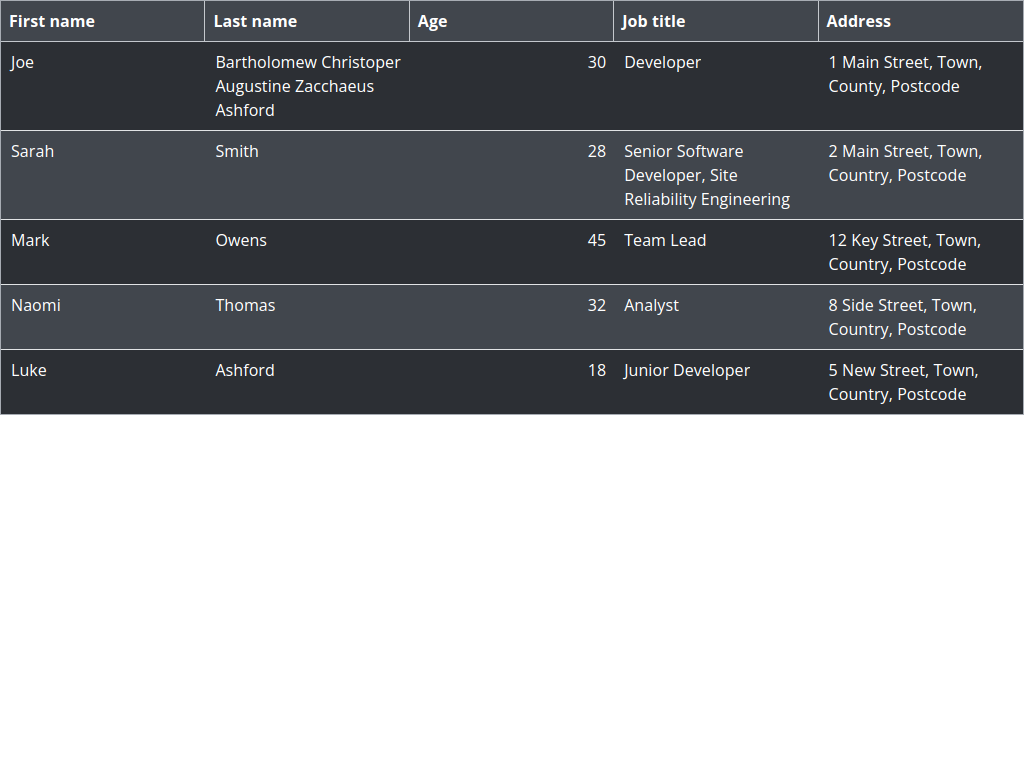 First name Last name Age Job title Address
Joe Bartholomew Christoper 30 Developer 1 Main Street, Town,
Augustine Zacchaeus County, Postcode
Ashford
Sarah Smith 28 Senior Software 2 Main Street, Town,
Developer, Site Country, Postcode
Reliability Engineering
Mark Owens 45 Team Lead 12 Key Street, Town,
Country, Postcode
Naomi Thomas 32 Analyst 8 Side Street, Town,
Country, Postcode
Luke Ashford 18 Junior Developer 5 New Street, Town,
Country, Postcode